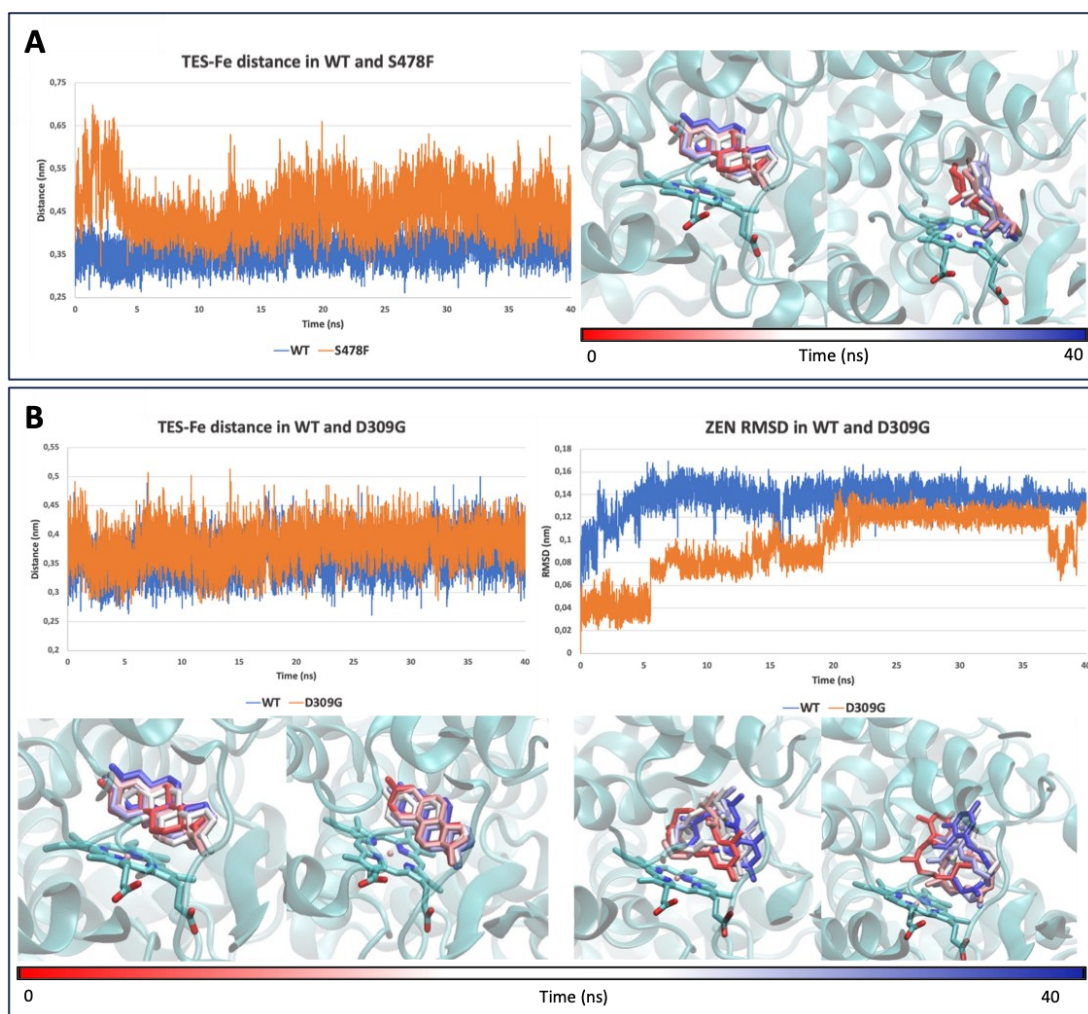 A
TES-Fe distance in WT and S478F
Distance (nm)
0,75
0,65
0,55
0,45
0,35
0,25
0 5 10 15 20 25 30 35 40
Time (ns)
WT S478F
0 Time (ns) 40
B
TES-Fe distance in WT and D309G
Distance (nm)
0,55
0,5
0,45
0,4
0,35
0,3
0,25
0,2
0 5 10 15 20 25 30 35 40
Time (ns)
WT D309G
ZEN RMSD in WT and D309G
RMSD (nm)
0,18
0,16
0,14
0,12
0,1
0,08
0,06
0,04
0,02
0
0 5 10 15 20 25 30 35 40
Time (ns)
WT D309G
0 Time (ns) 40